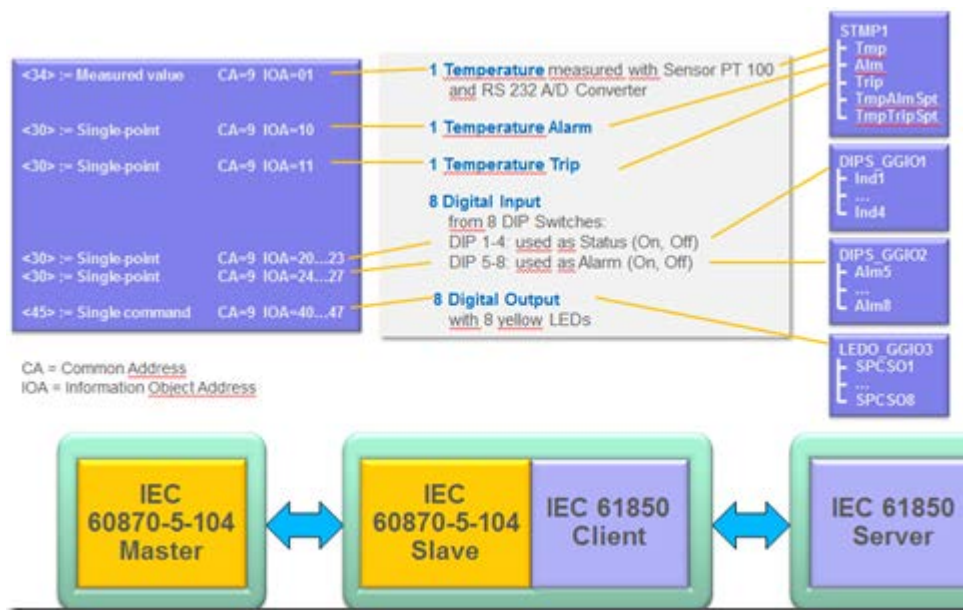 <34> := Measured value CA=9 IOA=01
<30> := Single-point CA=9 IOA=10
<30> := Single-point CA=9 IOA=11
<30> := Single-point CA=9 IOA=20...23
<30> := Single-point CA=9 IOA=24...27
<45> := Single command CA=9 IOA=40...47
1 Temperature measured with Sensor PT 100
and RS 232 A/D Converter
1 Temperature Alarm
1 Temperature Trip
8 Digital Input
from 8 DIP Switches:
DIP 1-4: used as Status (On, Off)
DIP 5-8: used as Alarm (On, Off)
8 Digital Output
with 8 yellow LEDs
STMP1
Tmp
Alm
Trip
TmpAlmSpt
TmpTripSpt
DIPS_GGIO1
Ind1
...
Ind4
DIPS_GGIO2
Alm5
...
Alm8
LEDO_GGIO3
SPCSO1
...
SPCSO8
CA = Common Address
IOA = Information Object Address
IEC
60870-5-104
Master
IEC
60870-5-104
Slave
IEC 61850
Client
IEC 61850
Server